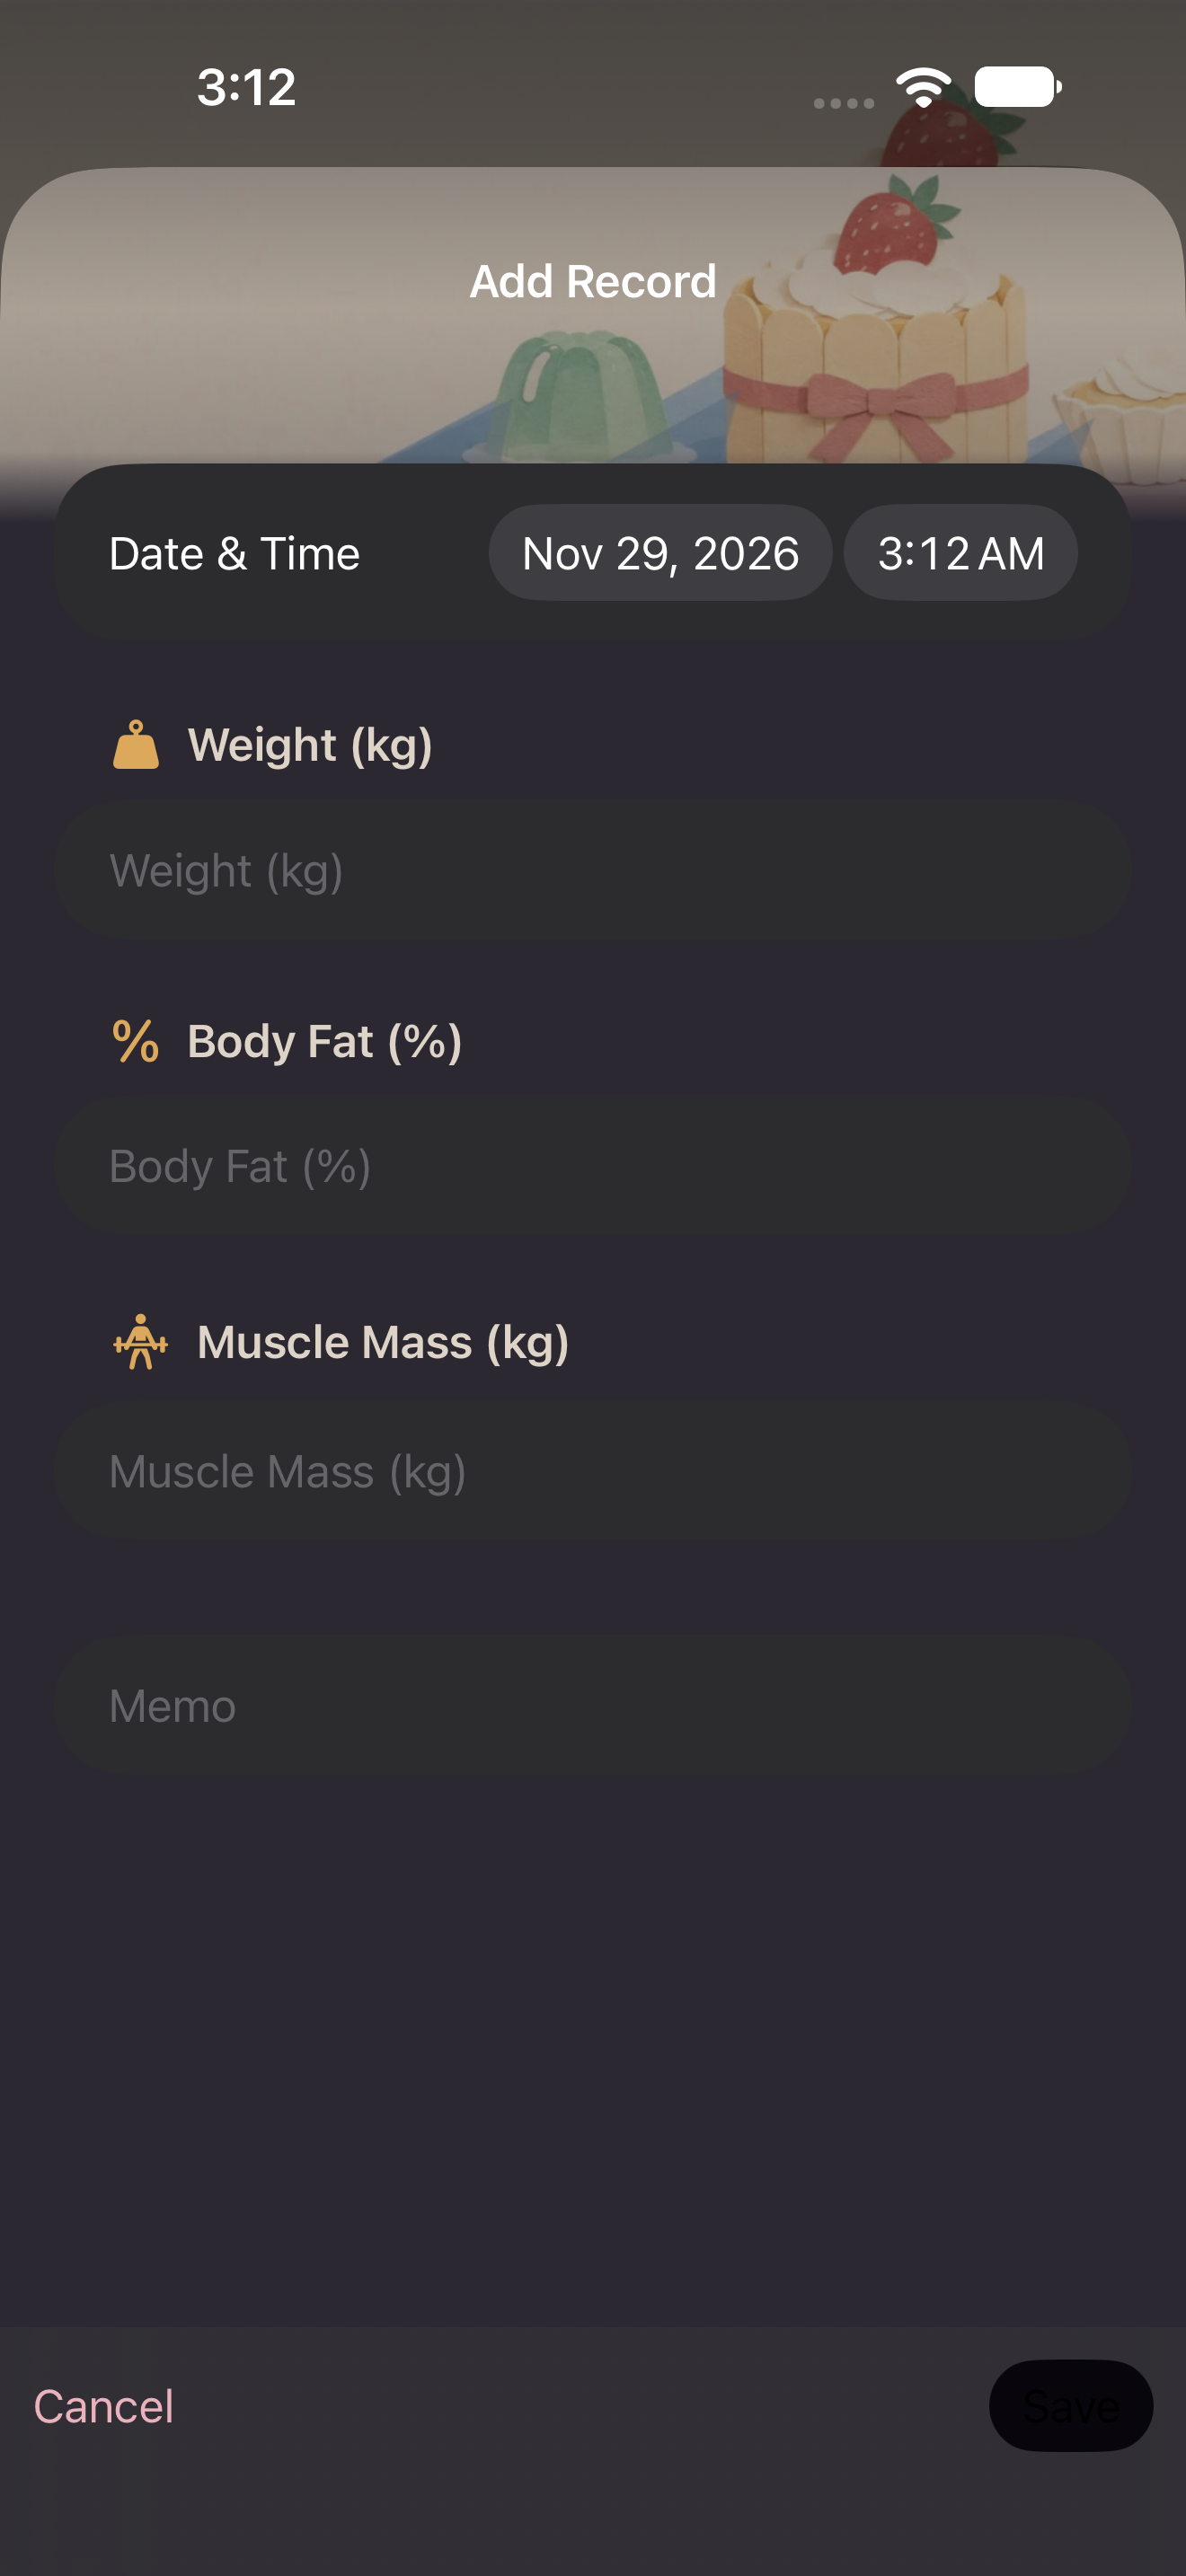 3:12
Add Record
Date & Time Nov 29, 2026 3:12 AM
Weight (kg)
Weight (kg)
% Body Fat (%)
Body Fat (%)
Muscle Mass (kg)
Muscle Mass (kg)
Memo
Cancel Save